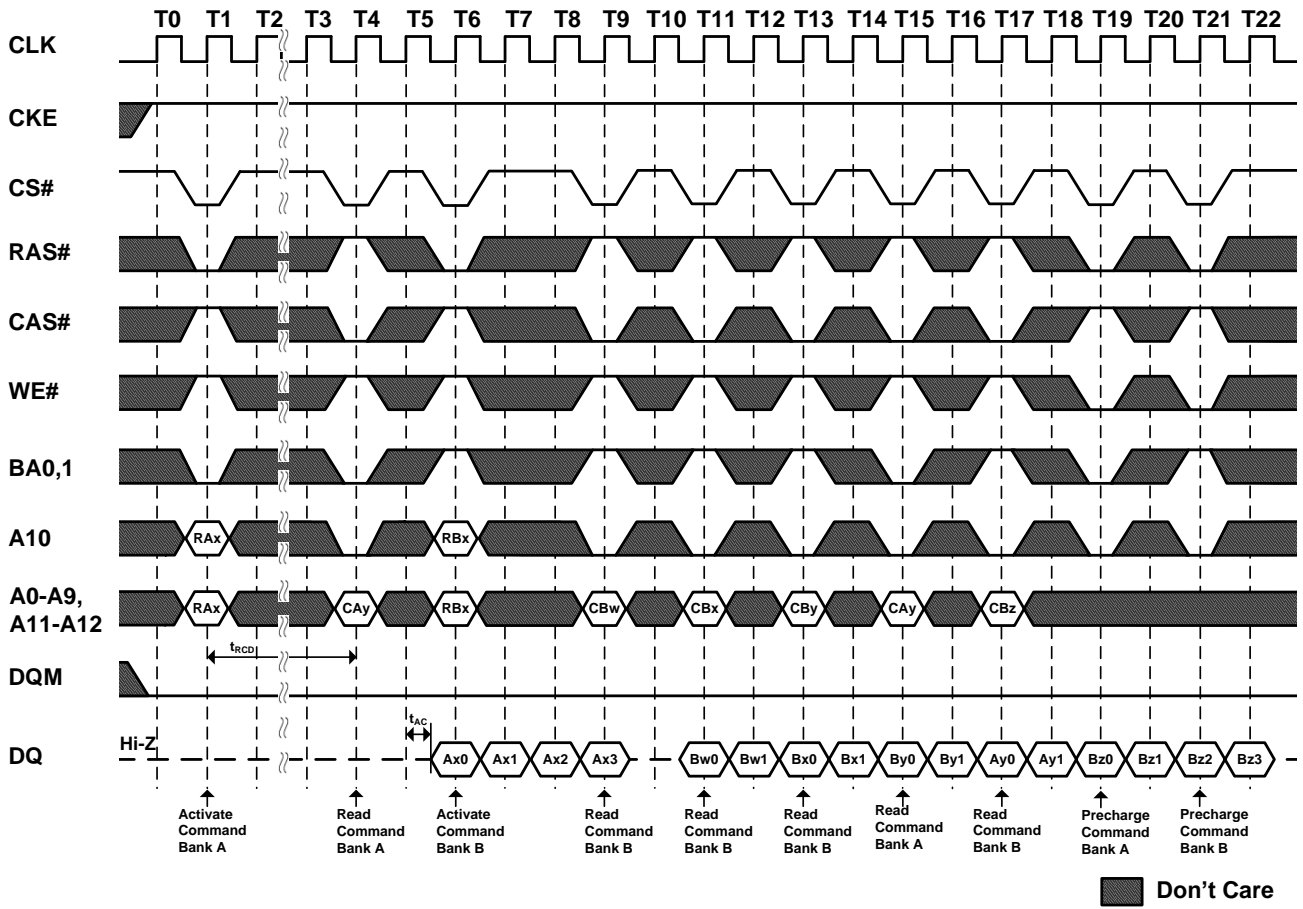 T0 T1 T2 T3 T4 T5 T6 T7 T8 T9 T10 T11 T12 T13 T14 T15 T16 T17 T18 T19 T20 T21 T22
CLK
CKE
CS#
RAS#
CAS#
WE#
BA0,1
A10
RAx RBx
A0-A9,
A11-A12
RAx CAy RBx CBw CBx CBy CAy CBz
tRCD
DQM
tAC
DQ
Hi-Z
Ax0 Ax1 Ax2 Ax3 Bw0 Bw1 Bx0 Bx1 By0 By1 Ay0 Ay1 Bz0 Bz1 Bz2 Bz3
Activate
Command
Bank A
Read
Command
Bank A
Activate
Command
Bank B
Read
Command
Bank B
Read
Command
Bank B
Read
Command
Bank B
Read
Command
Bank A
Read
Command
Bank B
Precharge
Command
Bank A
Precharge
Command
Bank B
Don't Care